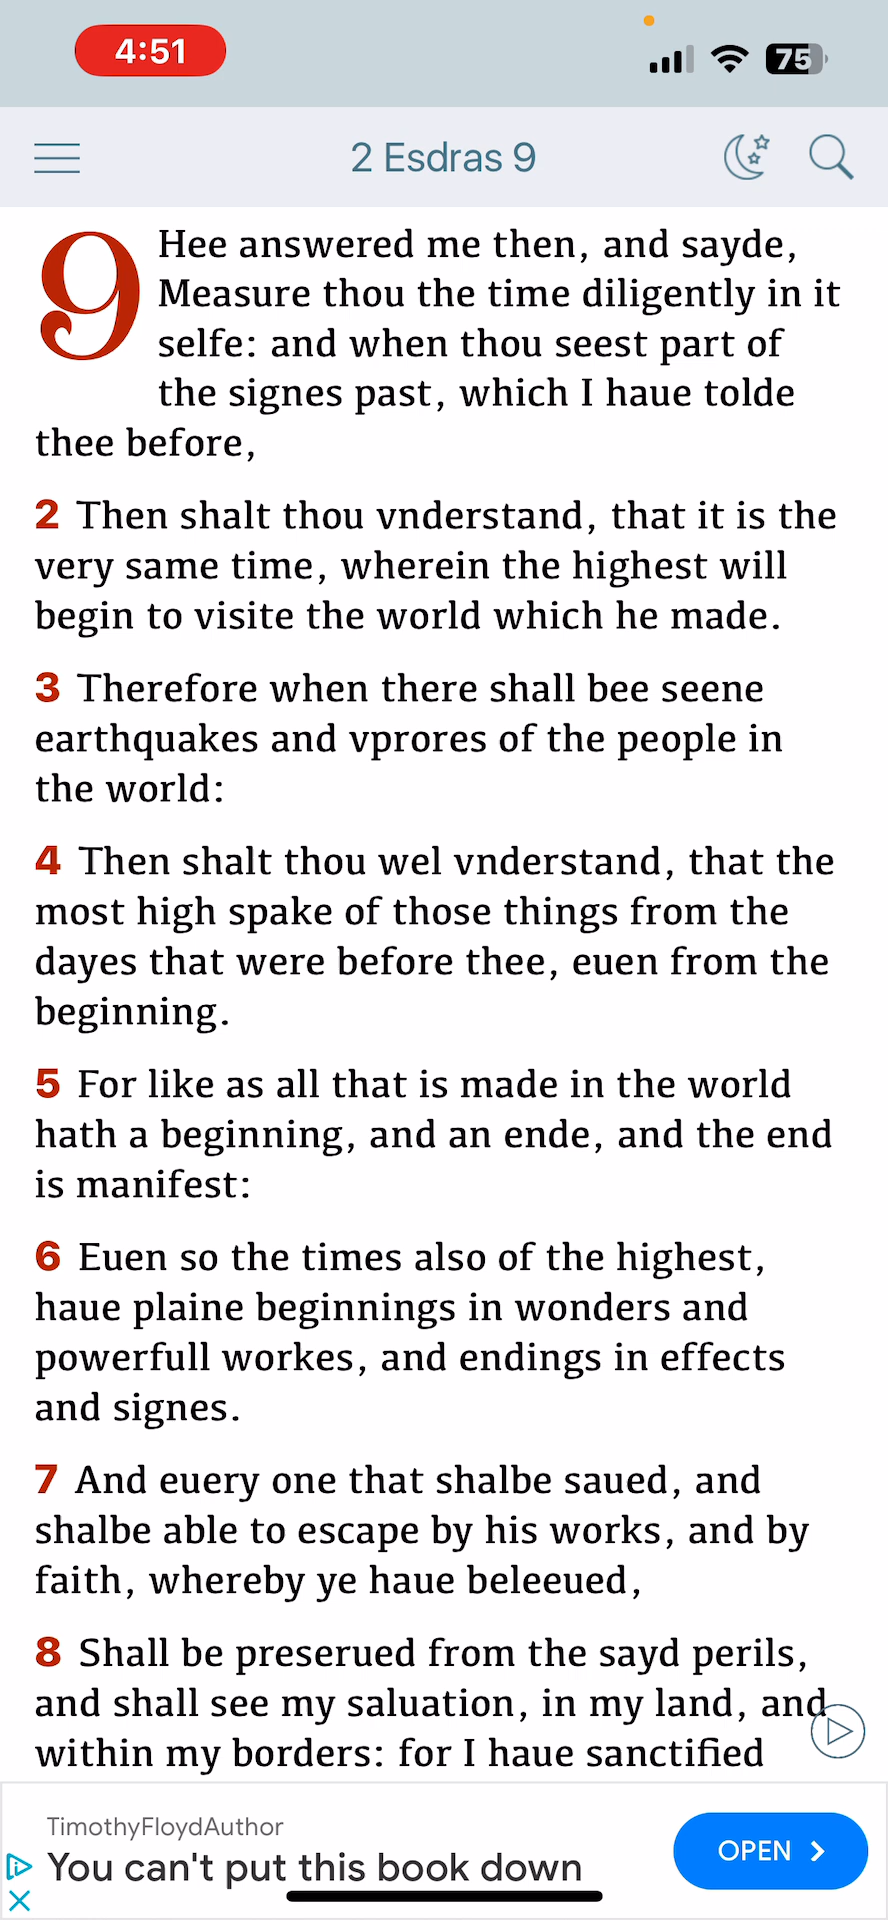 4:51
75
2 Esdras 9
9 Hee answered me then, and sayde,
Measure thou the time diligently in it
selfe: and when thou seest part of
the signes past, which I haue tolde
thee before,
2 Then shalt thou vnderstand, that it is the
very same time, wherein the highest will
begin to visite the world which he made.
3 Therefore when there shall bee seene
earthquakes and vprores of the people in
the world:
4 Then shalt thou wel vnderstand, that the
most high spake of those things from the
dayes that were before thee, euen from the
beginning.
5 For like as all that is made in the world
hath a beginning, and an ende, and the end
is manifest:
6 Euen so the times also of the highest,
haue plaine beginnings in wonders and
powerfull workes, and endings in effects
and signes.
7 And euery one that shalbe saued, and
shalbe able to escape by his works, and by
faith, whereby ye haue beleeued,
8 Shall be preserued from the sayd perils,
and shall see my saluation, in my land, and
within my borders: for I haue sanctified
TimothyFloydAuthor
You can't put this book down
OPEN